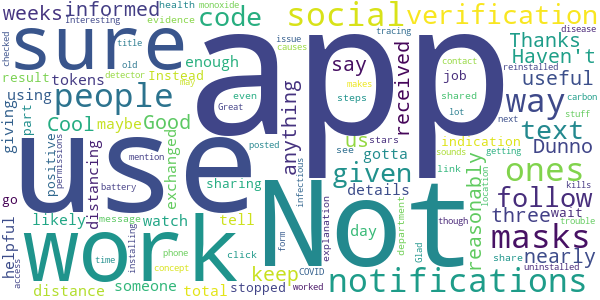 weeks informed Interesting health monoxide code social verification
checked evidence title issue tracing disease
sure app Thanks Haven't
result tokens Instead enough say job reinstalled
old causes contact
using people detector may even makes received way useful
giving part Cool maybe Good Great steps shared lot carbon next stuff
anything us stars text Dunno
positive permissions distancing exchanged mention posted see gotta indication sounds getting
use Not given link ones
go battery sharing infectious details reasonably location kills
likely watch tell explanation day department follow three wait trouble
helpful access message installing form though masks
work time phone click COVID Glad share nearly
distance concept someone total stopped worked keep notifications uninstalled